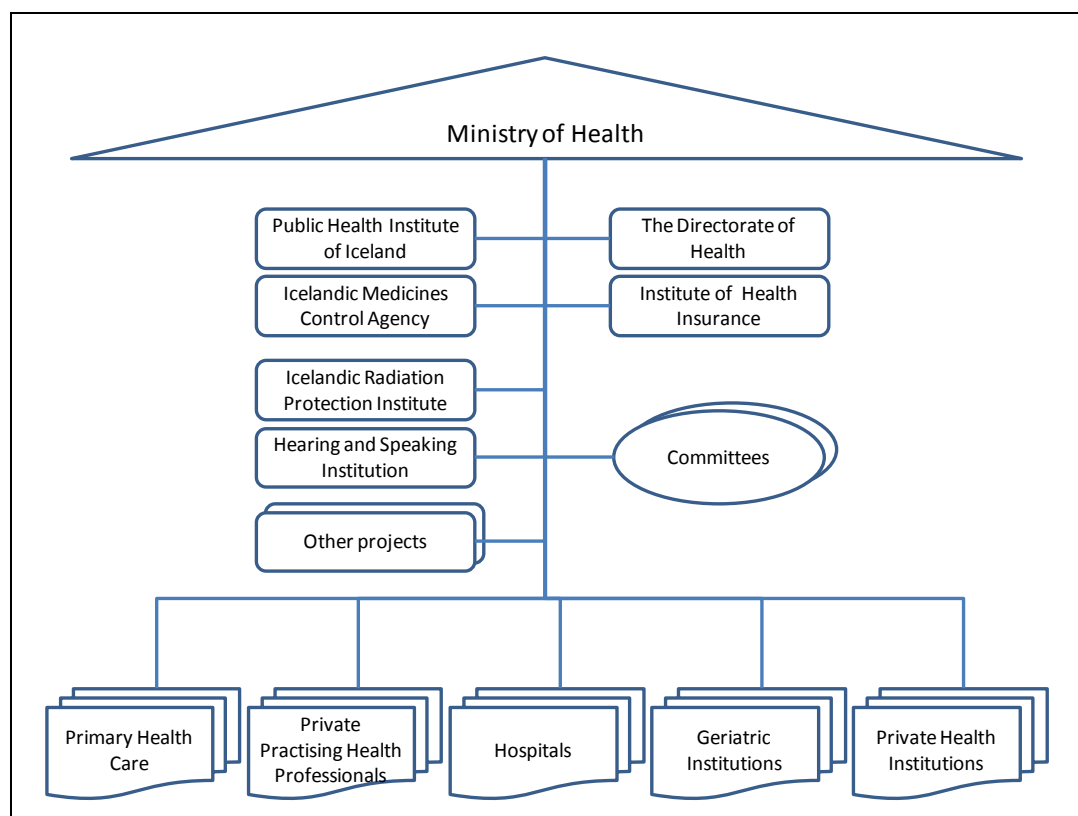 Ministry of Health
Public Health Institute
of Iceland
The Directorate of
Health
Icelandic Medicines
Control Agency
Institute of Health
Insurance
Icelandic Radiation
Protection Institute
Hearing and Speaking
Institution
Committees
Other projects
Primary Health
Care
Private
Practising Health
Professionals
Hospitals
Geriatric
Institutions
Private Health
Institutions